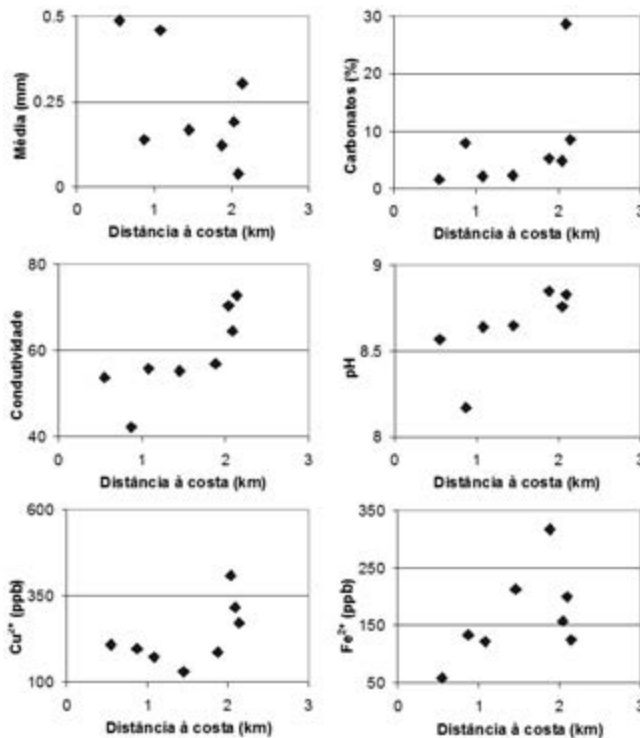 0.5
0.25
0
Média (mm)
0 1 2 3
Distância à costa (km)
30
20
10
0
Carbonatos (%)
0 1 2 3
Distância à costa (km)
80
60
40
Condutividade
0 1 2 3
Distância à costa (km)
9
8.5
8
pH
0 1 2 3
Distância à costa (km)
600
350
100
Cu²⁺ (ppb)
0 1 2 3
Distância à costa (km)
350
250
150
50
Fe²⁺ (ppb)
0 1 2 3
Distância à costa (km)